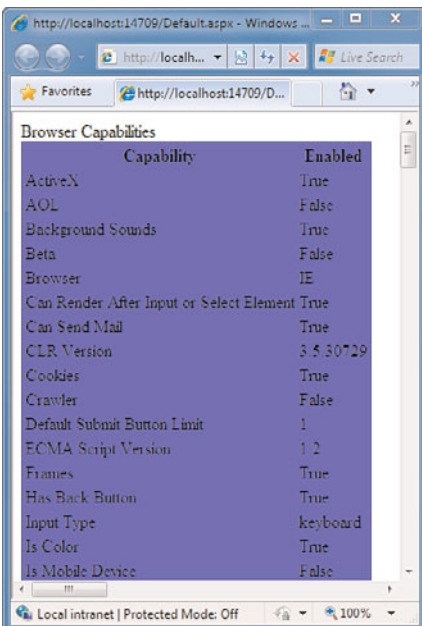 http://localhost:14709/Default.aspx - Windows ...
http://localh...
Live Search
Favorites
http://localhost:14709/D...
Browser Capabilities
Capability Enabled
ActiveX True
AOL False
Background Sounds True
Beta False
Browser IE
Can Render After Input or Select Element True
Can Send Mail True
CLR Version 3.5.30729
Cookies True
Crawler False
Default Submit Button Limit 1
ECMA Script Version 1.2
Frames True
Has Back Button True
Input Type keyboard
Is Color True
Is Mobile Device False
Local intranet | Protected Mode: Off
100%